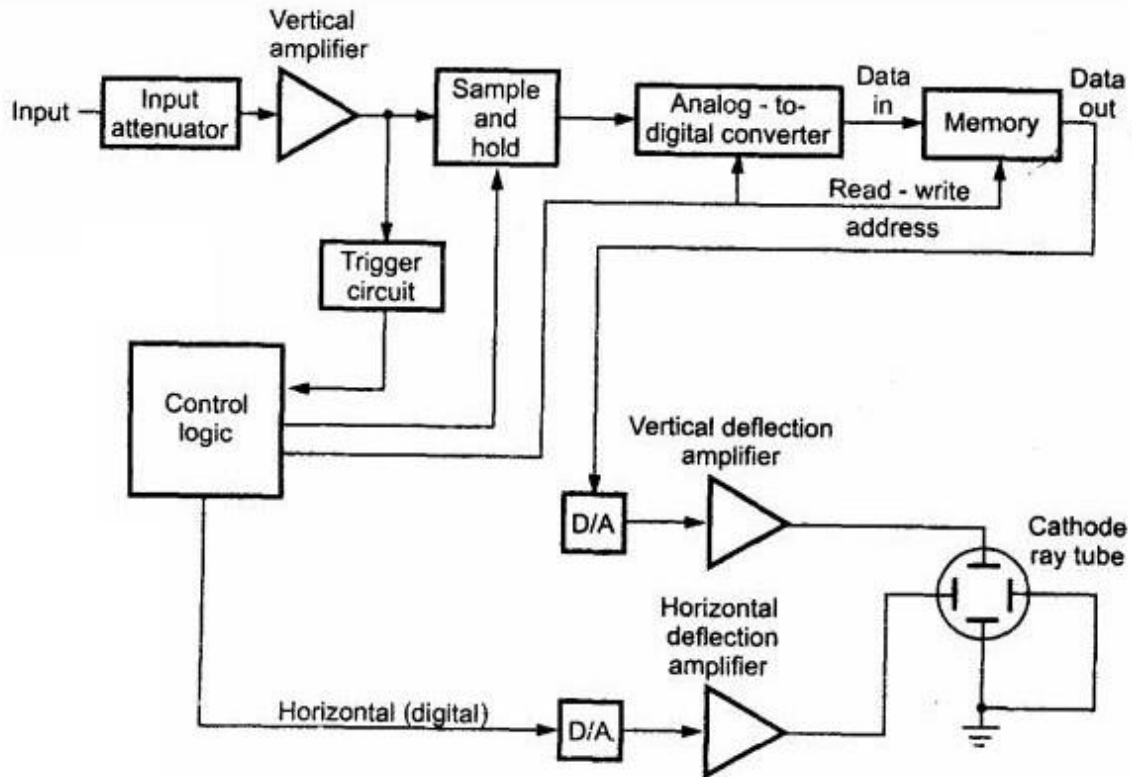 Vertical
amplifier
Input
Input
attenuator
Sample
and
hold
Analog - to-
digital converter
Data
in
Memory
Data
out
Read - write
address
Trigger
circuit
Control
logic
Vertical deflection
amplifier
D/A
Cathode
ray tube
Horizontal
deflection
amplifier
Horizontal (digital)
D/A.